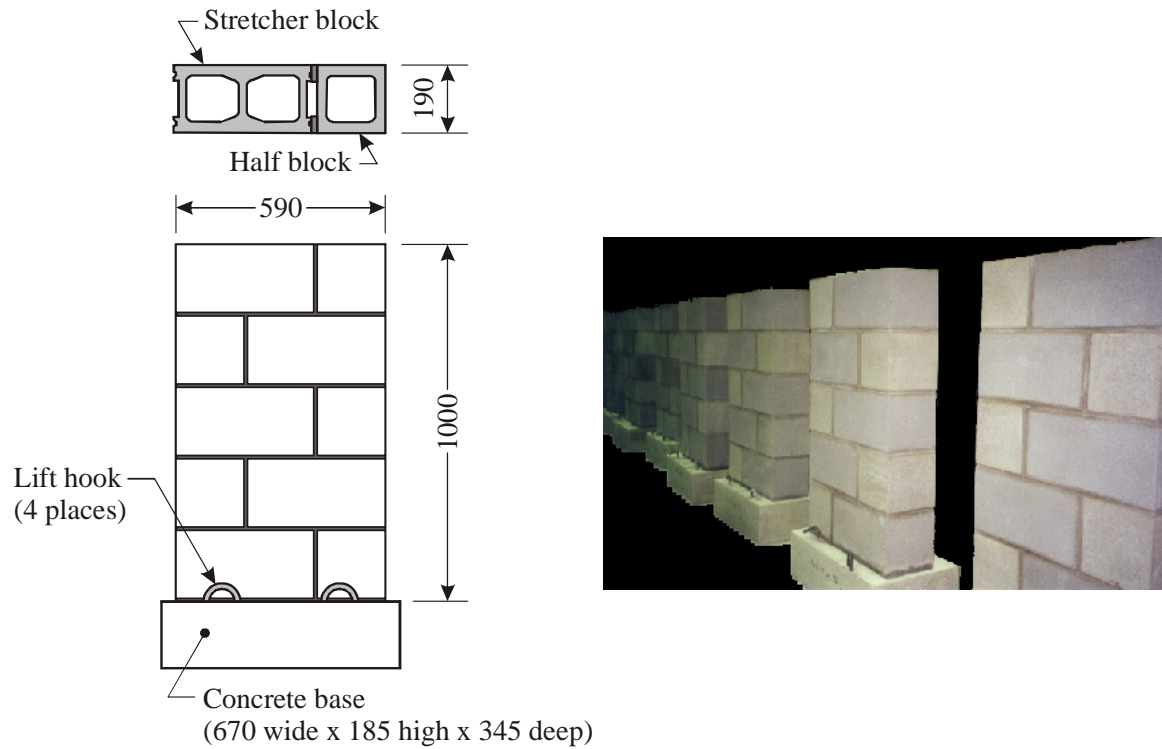 Stretcher block
190
Half block
590
1000
Lift hook
(4 places)
Concrete base
(670 wide x 185 high x 345 deep)